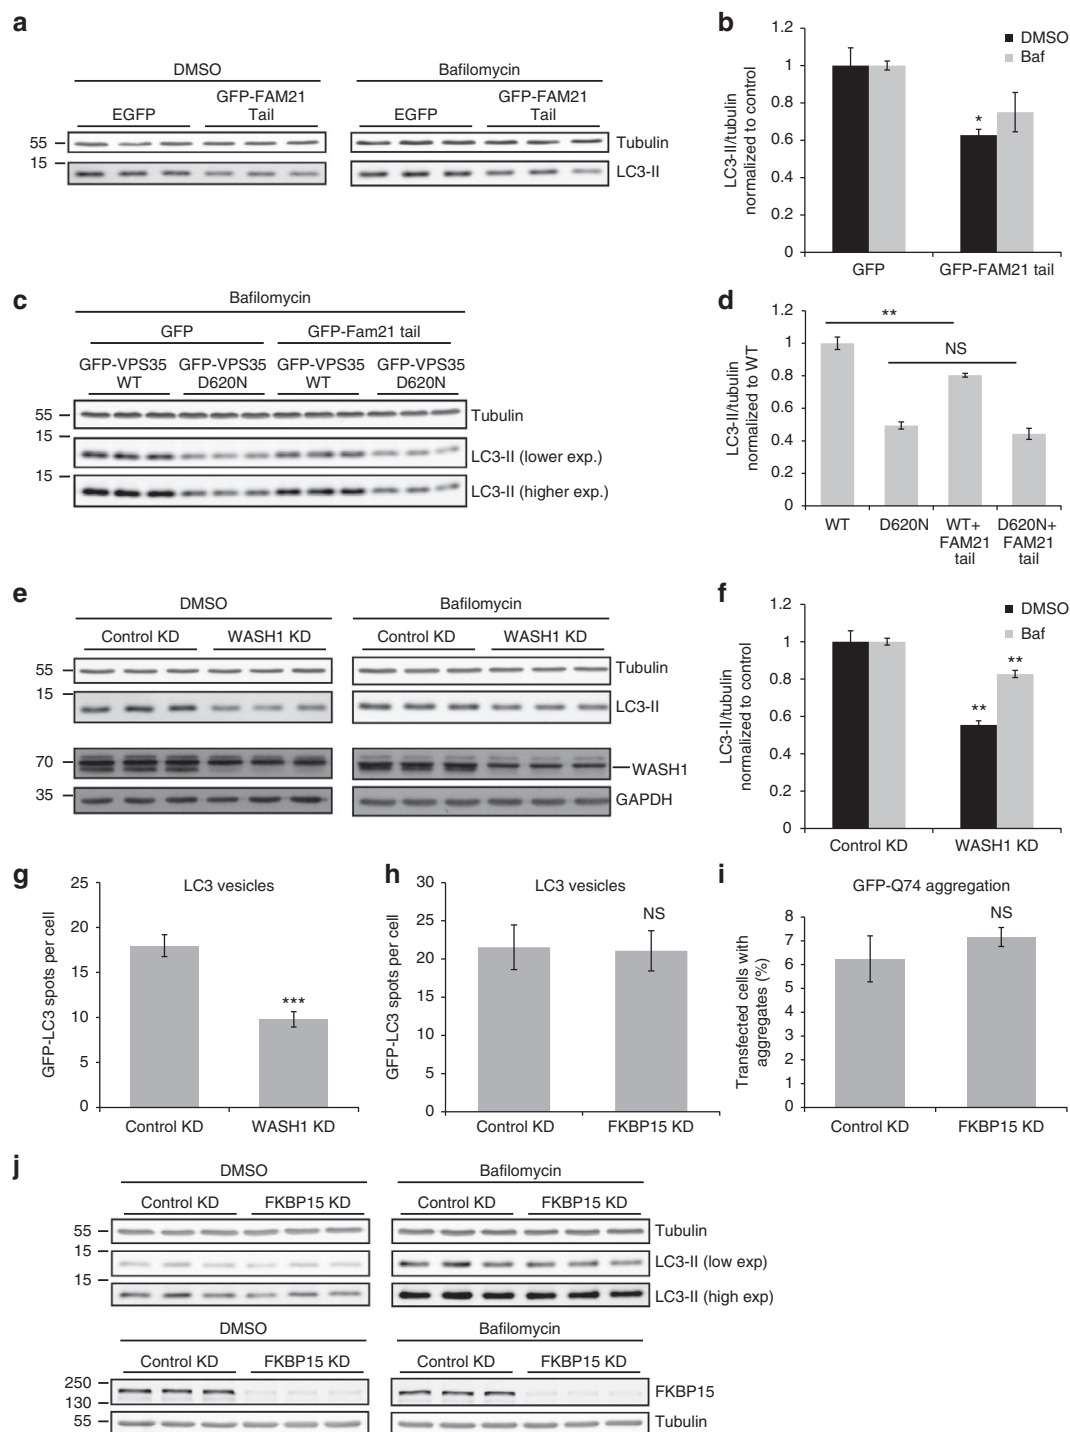 a
DMSO
Bafilomycin
EGFP
GFP-FAM21
Tail
EGFP
GFP-FAM21
Tail
55
Tubulin
15
LC3-II
b
DMSO
Baf
LC3-II/tubulin
normalized to control
1.2
1
0.8
0.6
0.4
0.2
0
*
GFP
GFP-FAM21 tail
c
Bafilomycin
GFP
GFP-Fam21 tail
GFP-VPS35
WT
GFP-VPS35
D620N
GFP-VPS35
WT
GFP-VPS35
D620N
55
Tubulin
15
LC3-II (lower exp.)
15
LC3-II (higher exp.)
d
LC3-II/tubulin
normalized to WT
1.2
1
0.8
0.6
0.4
0.2
0
**
NS
WT
D620N
WT+
FAM21
tail
D620N+
FAM21
tail
e
DMSO
Bafilomycin
Control KD
WASH1 KD
Control KD
WASH1 KD
55
Tubulin
15
LC3-II
70
WASH1
35
GAPDH
f
DMSO
Baf
LC3-II/tubulin
normalized to control
1.2
1
0.8
0.6
0.4
0.2
0
**
**
Control KD
WASH1 KD
g
LC3 vesicles
GFP-LC3 spots per cell
25
20
15
10
5
0
***
Control KD
WASH1 KD
h
LC3 vesicles
GFP-LC3 spots per cell
30
25
20
15
10
5
0
NS
Control KD
FKBP15 KD
i
GFP-Q74 aggregation
Transfected cells with
aggregates (%)
8
7
6
5
4
3
2
1
0
NS
Control KD
FKBP15 KD
j
DMSO
Bafilomycin
Control KD
FKBP15 KD
Control KD
FKBP15 KD
55
Tubulin
15
LC3-II (low exp)
15
LC3-II (high exp)
DMSO
Bafilomycin
Control KD
FKBP15 KD
Control KD
FKBP15 KD
250
FKBP15
130
55
Tubulin